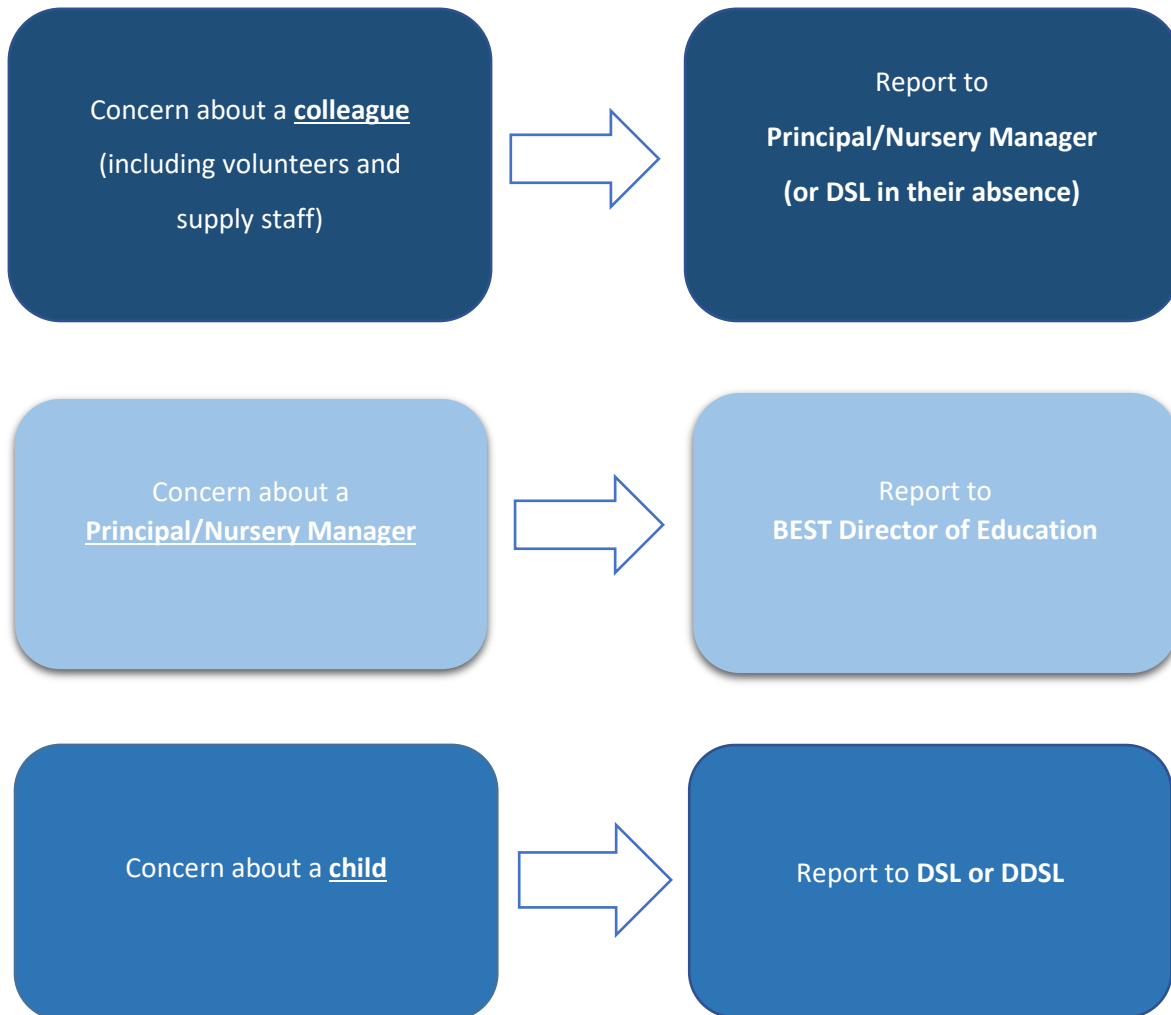 Concern about a colleague
(including volunteers and
supply staff)
Report to
Principal/Nursery Manager
(or DSL in their absence)
Concern about a
Principal/Nursery Manager
Report to
BEST Director of Education
Concern about a child
Report to DSL or DDSL